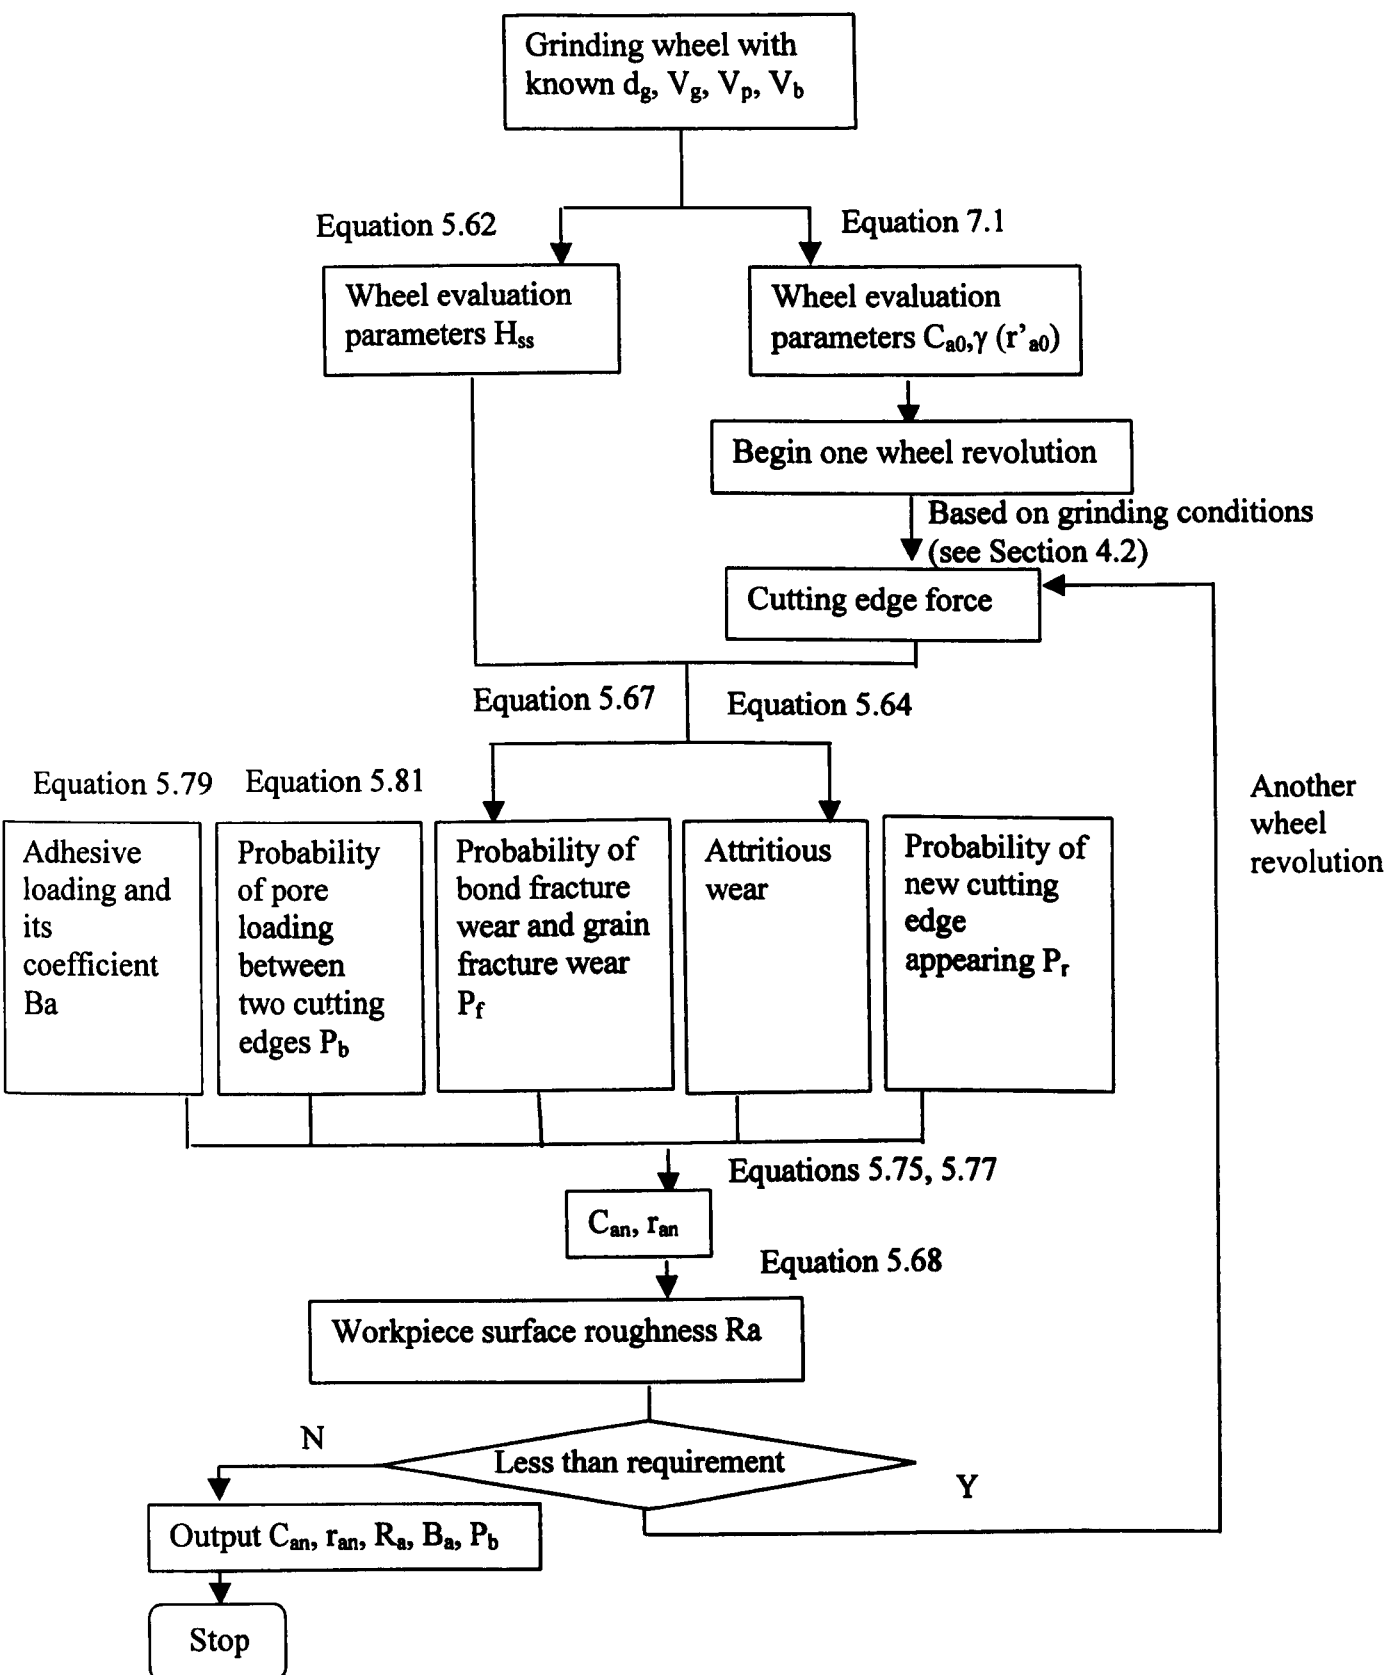 Grinding wheel with
known dg, Vg, Vp, Vb
Equation 5.62
Equation 7.1
Wheel evaluation
parameters Hss
Wheel evaluation
parameters Ca0,γ (r’a0)
Begin one wheel revolution
Based on grinding conditions
(see Section 4.2)
Cutting edge force
Equation 5.67
Equation 5.64
Equation 5.79
Equation 5.81
Another
wheel
revolution
Adhesive
loading and
its
coefficient
Ba
Probability
of pore
loading
between
two cutting
edges Pb
Probability of
bond fracture
wear and grain
fracture wear
Pf
Attritious
wear
Probability of
new cutting
edge
appearing Pr
Equations 5.75, 5.77
Can, ran
Equation 5.68
Workpiece surface roughness Ra
N
Less than requirement
Y
Output Can, ran, Ra, Ba, Pb
Stop